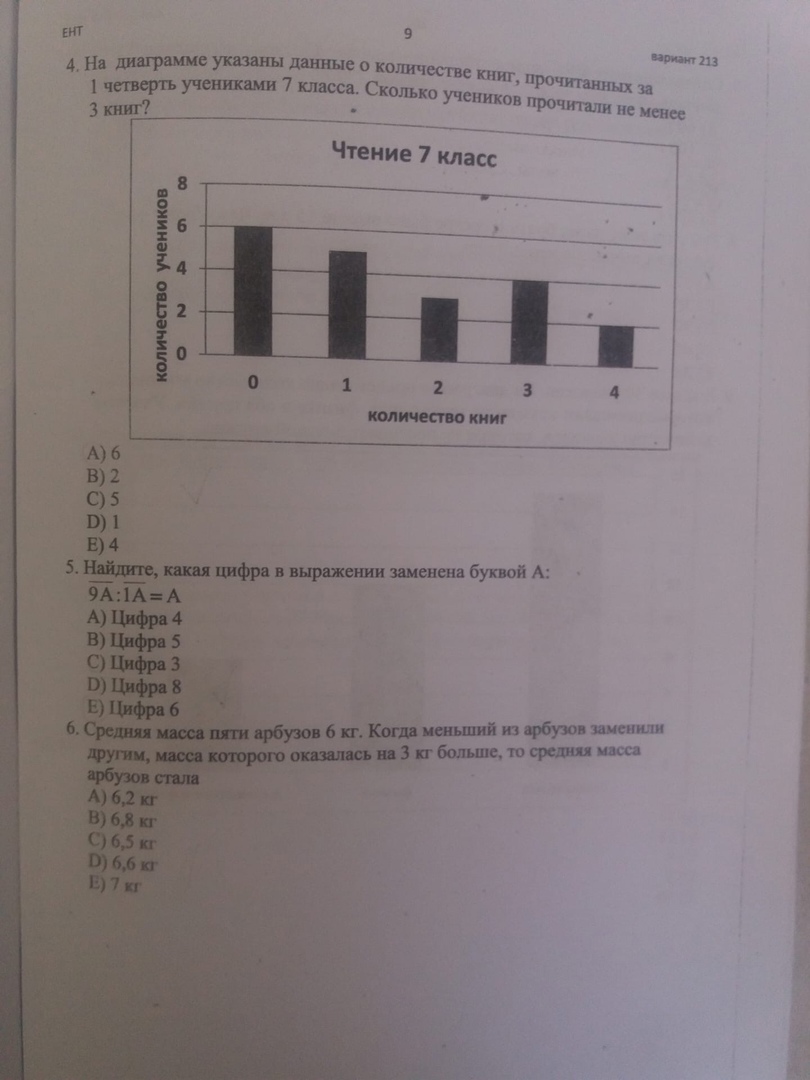 ЕНТ
9
вариант 213
4. На диаграмме указаны данные о количестве книг, прочитанных за
1 четверть учениками 7 класса. Сколько учеников прочитали не менее
3 книг?
Чтение 7 класс
количество учеников
8
6
4
2
0
0 1 2 3 4
количество книг
A) 6
B) 2
C) 5
D) 1
E) 4
5. Найдите, какая цифра в выражении заменена буквой А:
9А:1А = А
A) Цифра 4
B) Цифра 5
C) Цифра 3
D) Цифра 8
E) Цифра 6
6. Средняя масса пяти арбузов 6 кг. Когда меньший из арбузов заменили
другим, масса которого оказалась на 3 кг больше, то средняя масса
арбузов стала
A) 6,2 кг
B) 6,8 кг
C) 6,5 кг
D) 6,6 кг
E) 7 кг